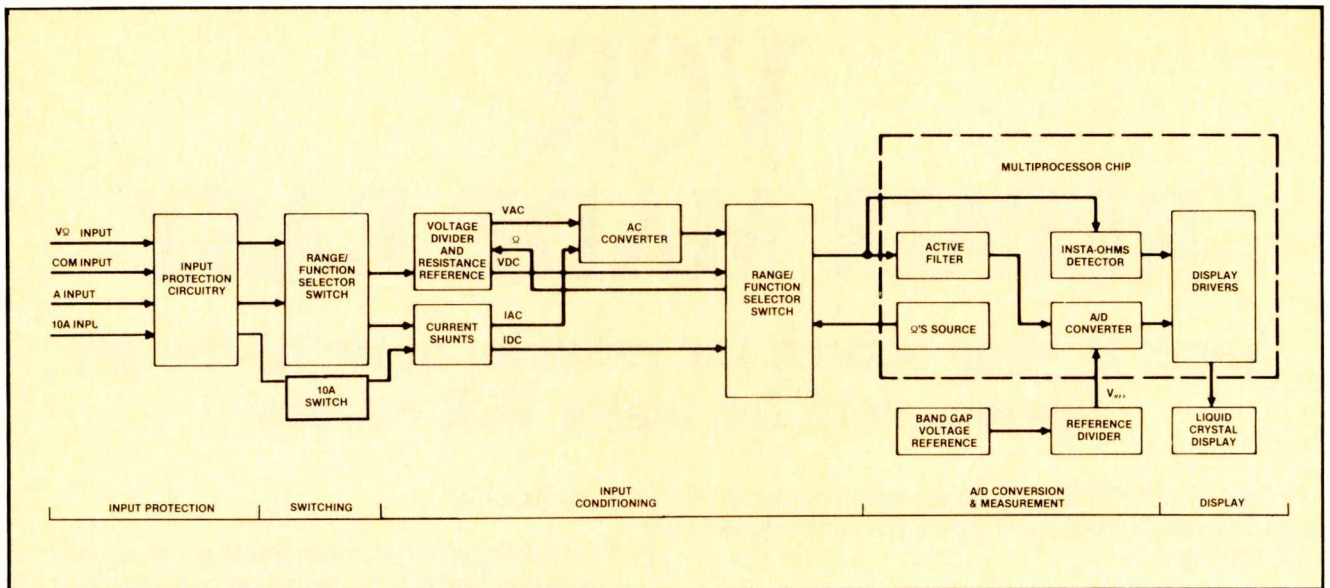 MULTIPROCESSOR CHIP
VΩ INPUT
COM INPUT
A INPUT
10A INPL
INPUT
PROTECTION
CIRCUITRY
RANGE/
FUNCTION
SELECTOR
SWITCH
10A
SWITCH
VOLTAGE
DIVIDER
AND
RESISTANCE
REFERENCE
CURRENT
SHUNTS
VAC
Ω
VDC
IAC
IDC
AC
CONVERTER
RANGE/
FUNCTION
SELECTOR
SWITCH
ACTIVE
FILTER
Ω'S SOURCE
INSTA-OHMS
DETECTOR
A/D
CONVERTER
DISPLAY
DRIVERS
VREF
BAND GAP
VOLTAGE
REFERENCE
REFERENCE
DIVIDER
LIQUID
CRYSTAL
DISPLAY
INPUT PROTECTION
SWITCHING
INPUT
CONDITIONING
A/D CONVERSION
& MEASUREMENT
DISPLAY